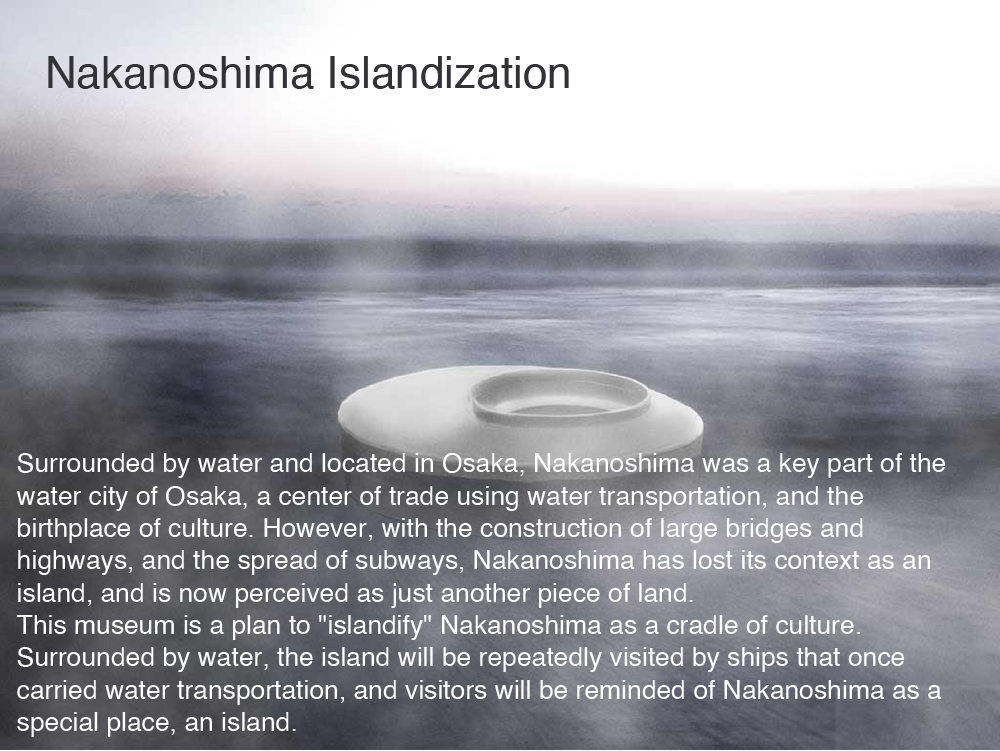 Nakanoshima Islandization
Surrounded by water and located in Osaka, Nakanoshima was a key part of the
water city of Osaka, a center of trade using water transportation, and the
birthplace of culture. However, with the construction of large bridges and
highways, and the spread of subways, Nakanoshima has lost its context as an
island, and is now perceived as just another piece of land.
This museum is a plan to "islandify" Nakanoshima as a cradle of culture.
Surrounded by water, the island will be repeatedly visited by ships that once
carried water transportation, and visitors will be reminded of Nakanoshima as a
special place, an island.